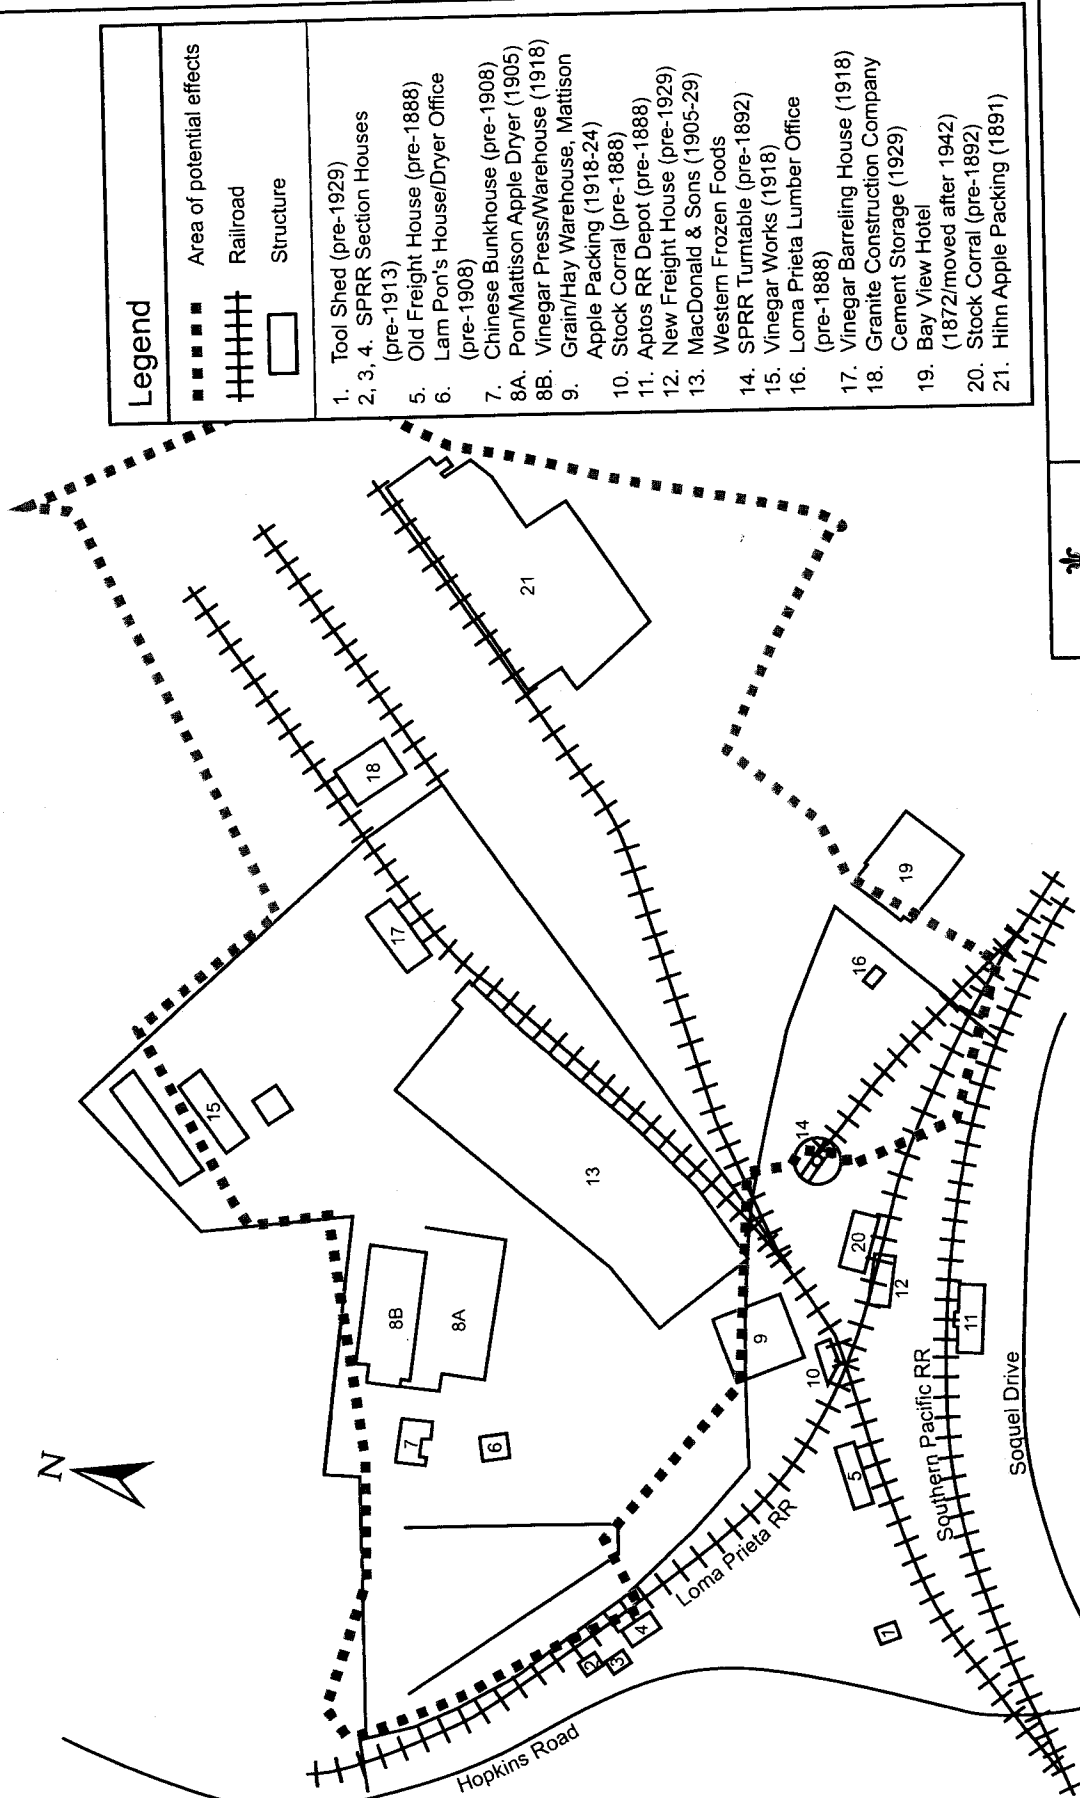 Legend
Area of potential effects
Railroad
Structure
1. Tool Shed (pre-1929)
2, 3, 4. SPRR Section Houses
(pre-1913)
5. Old Freight House (pre-1888)
6. Lam Pon's House/Dryer Office
(pre-1908)
7. Chinese Bunkhouse (pre-1908)
8A. Pon/Mattison Apple Dryer (1905)
8B. Vinegar Press/Warehouse (1918)
9. Grain/Hay Warehouse, Mattison
Apple Packing (1918-24)
10. Stock Corral (pre-1888)
11. Aptos RR Depot (pre-1888)
12. New Freight House (pre-1929)
13. MacDonald & Sons (1905-29)
Western Frozen Foods
14. SPRR Turntable (pre-1892)
15. Vinegar Works (1918)
16. Loma Prieta Lumber Office
(pre-1888)
17. Vinegar Barreling House (1918)
18. Granite Construction Company
Cement Storage (1929)
19. Bay View Hotel
(1872/moved after 1942)
20. Stock Corral (pre-1892)
21. Hihn Apple Packing (1891)
N
21
18
17
15
13
8B
8A
7
6
9
10
5
4
3
2
1
14
16
19
20
12
11
Loma Prieta RR
Hopkins Road
Southern Pacific RR
Soquel Drive